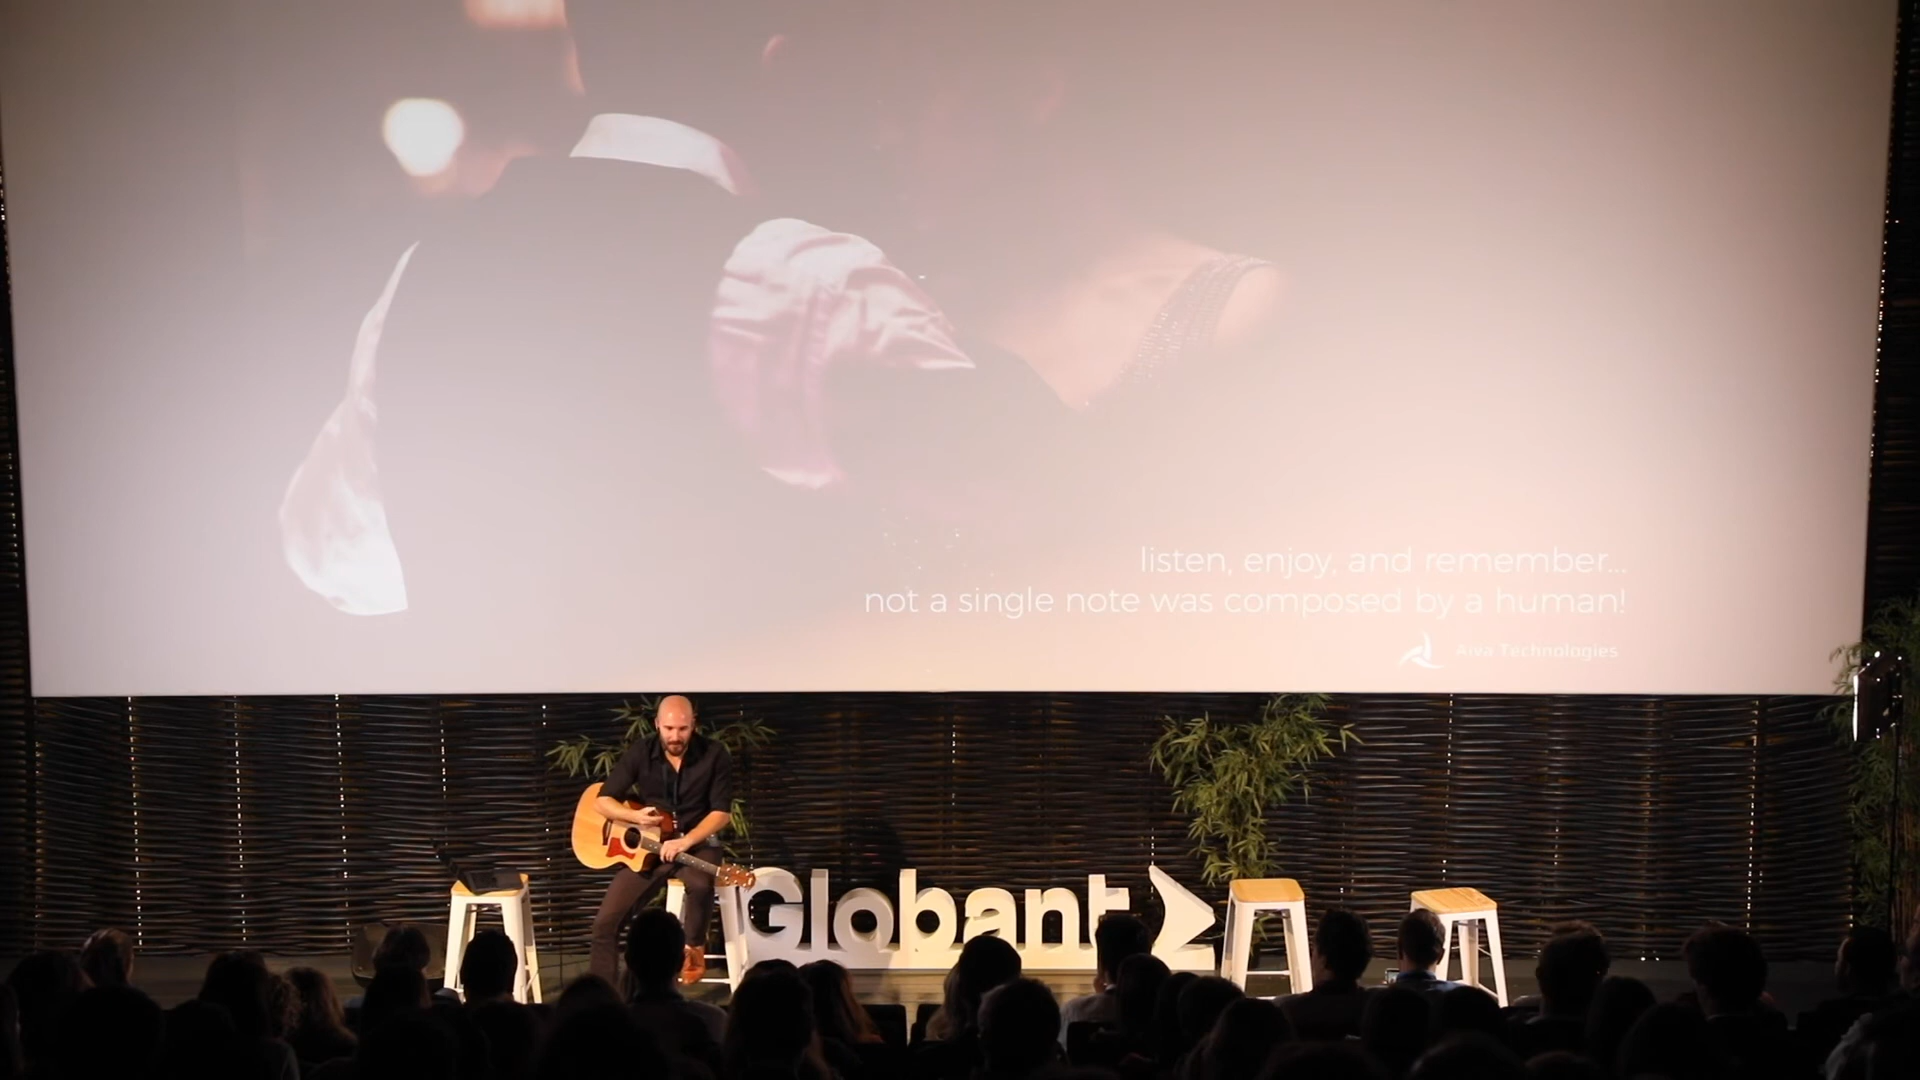 listen, enjoy, and remember...
not a single note was composed by a human!
Aiva Technologies
Globant